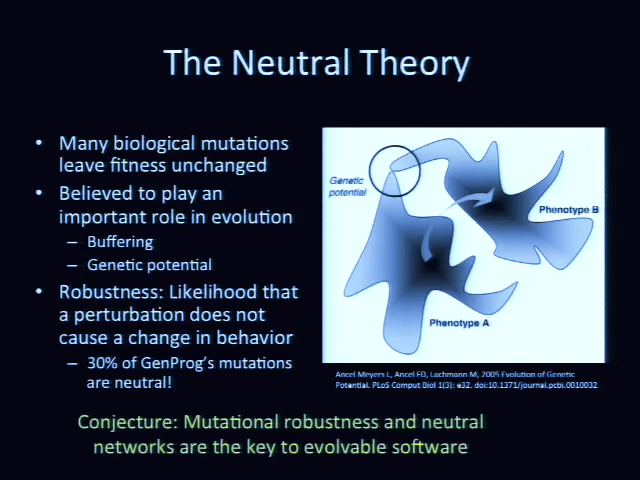 The Neutral Theory
• Many biological mutations
leave fitness unchanged
• Believed to play an
important role in evolution
– Buffering
– Genetic potential
• Robustness: Likelihood that
a perturbation does not
cause a change in behavior
– 30% of GenProg's mutations
are neutral!
Genetic
potential
Phenotype B
Phenotype A
Ancel Meyers L, Ancel FD, Lachmann M, 2005 Evolution of Genetic
Potential. PLoS Comput Biol 1(3): e32. doi:10.1371/journal.pcbi.0010032
Conjecture: Mutational robustness and neutral
networks are the key to evolvable software